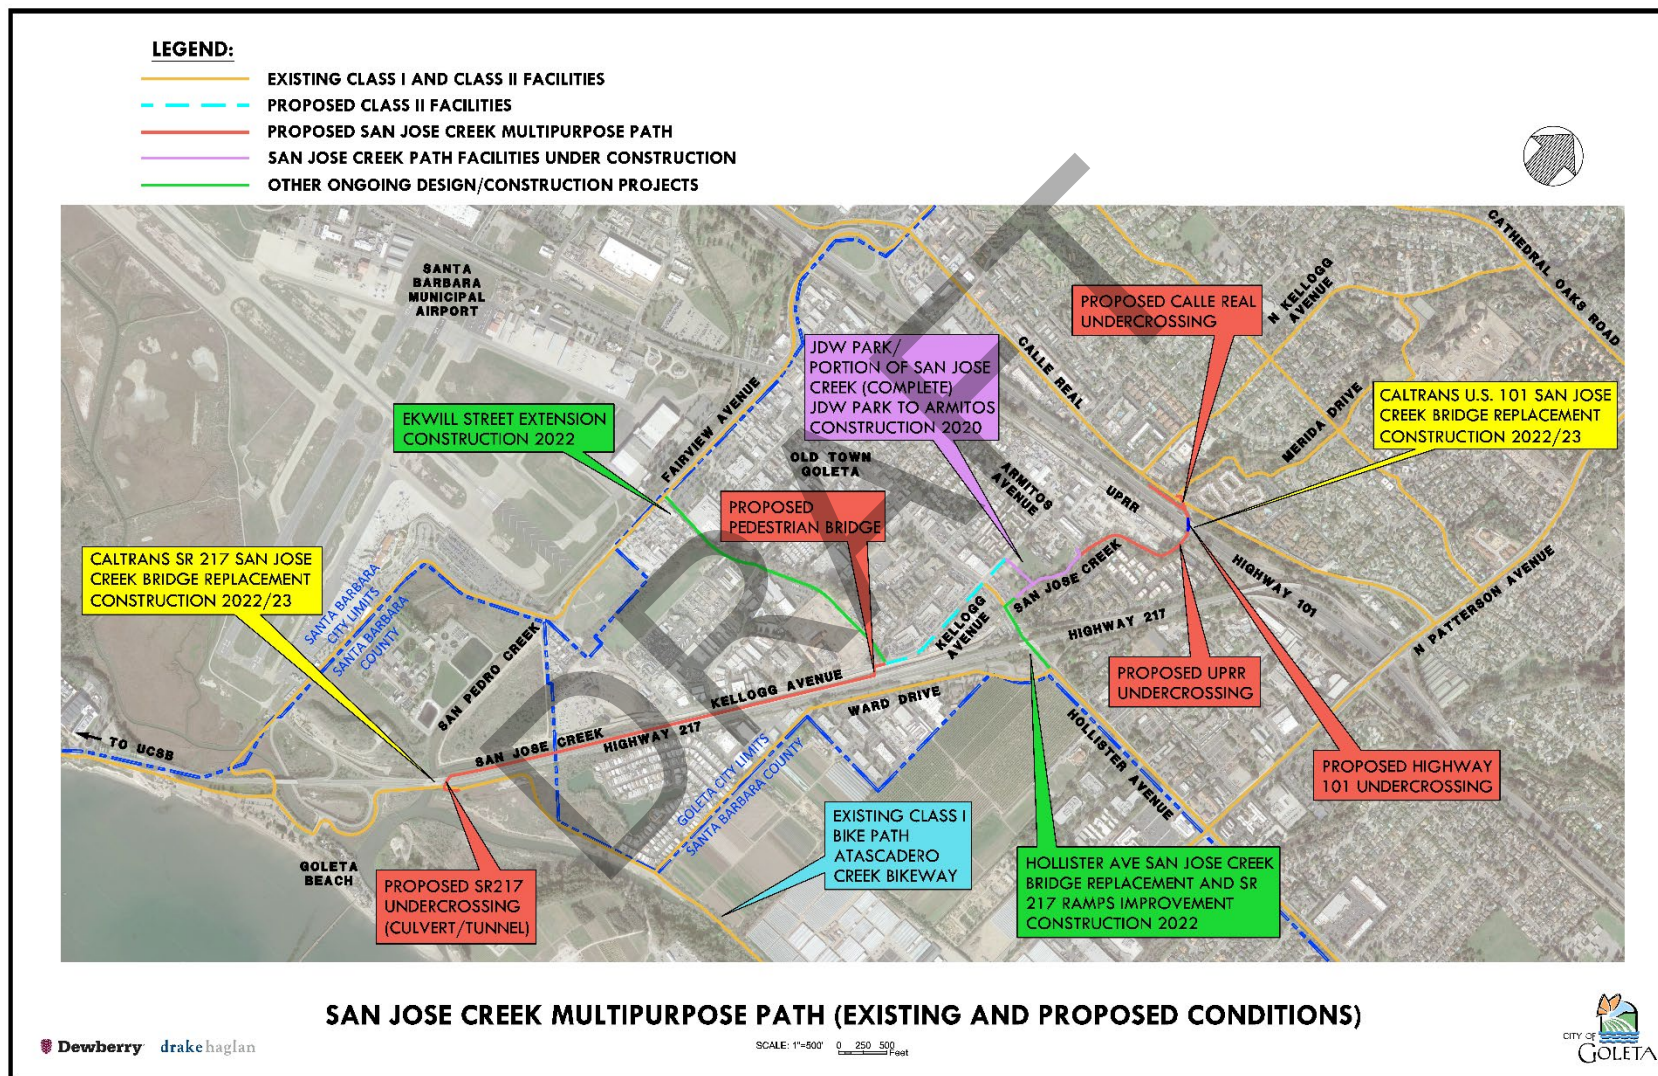 LEGEND:
EXISTING CLASS I AND CLASS II FACILITIES
PROPOSED CLASS II FACILITIES
PROPOSED SAN JOSE CREEK MULTIPURPOSE PATH
SAN JOSE CREEK PATH FACILITIES UNDER CONSTRUCTION
OTHER ONGOING DESIGN/CONSTRUCTION PROJECTS
DRAFT
CATHEDRAL OAKS ROAD
SANTA
BARBARA
MUNICIPAL
AIRPORT
N KELLOGG
AVENUE
PROPOSED CALLE REAL
UNDERCROSSING
JDW PARK/
PORTION OF SAN JOSE
CREEK (COMPLETE)
JDW PARK TO ARMITOS
CONSTRUCTION 2020
CALLE REAL
FAIRVIEW AVENUE
EKWILL STREET EXTENSION
CONSTRUCTION 2022
MERIDA DRIVE
CALTRANS U.S. 101 SAN JOSE
CREEK BRIDGE REPLACEMENT
CONSTRUCTION 2022/23
OLD TOWN
GOLETA
ARMITOS
AVENUE
UPRR
PROPOSED
PEDESTRIAN BRIDGE
CALTRANS SR 217 SAN JOSE
CREEK BRIDGE REPLACEMENT
CONSTRUCTION 2022/23
SANTA BARBARA
CITY LIMITS
SANTA BARBARA
COUNTY
SAN JOSE CREEK
HIGHWAY 101
KELLOGG
AVENUE
HIGHWAY 217
N PATTERSON AVENUE
SAN PEDRO CREEK
PROPOSED UPRR
UNDERCROSSING
KELLOGG AVENUE
WARD DRIVE
SAN JOSE CREEK
HIGHWAY 217
HOLLISTER AVENUE
TO UCSB
GOLETA CITY LIMITS
SANTA BARBARA COUNTY
PROPOSED HIGHWAY
101 UNDERCROSSING
EXISTING CLASS I
BIKE PATH
ATASCADERO
CREEK BIKEWAY
GOLETA
BEACH
PROPOSED SR217
UNDERCROSSING
(CULVERT/TUNNEL)
HOLLISTER AVE SAN JOSE CREEK
BRIDGE REPLACEMENT AND SR
217 RAMPS IMPROVEMENT
CONSTRUCTION 2022
SAN JOSE CREEK MULTIPURPOSE PATH (EXISTING AND PROPOSED CONDITIONS)
Dewberry drakehaglan
SCALE: 1"=500' 0 250 500
Feet
CITY OF
GOLETA